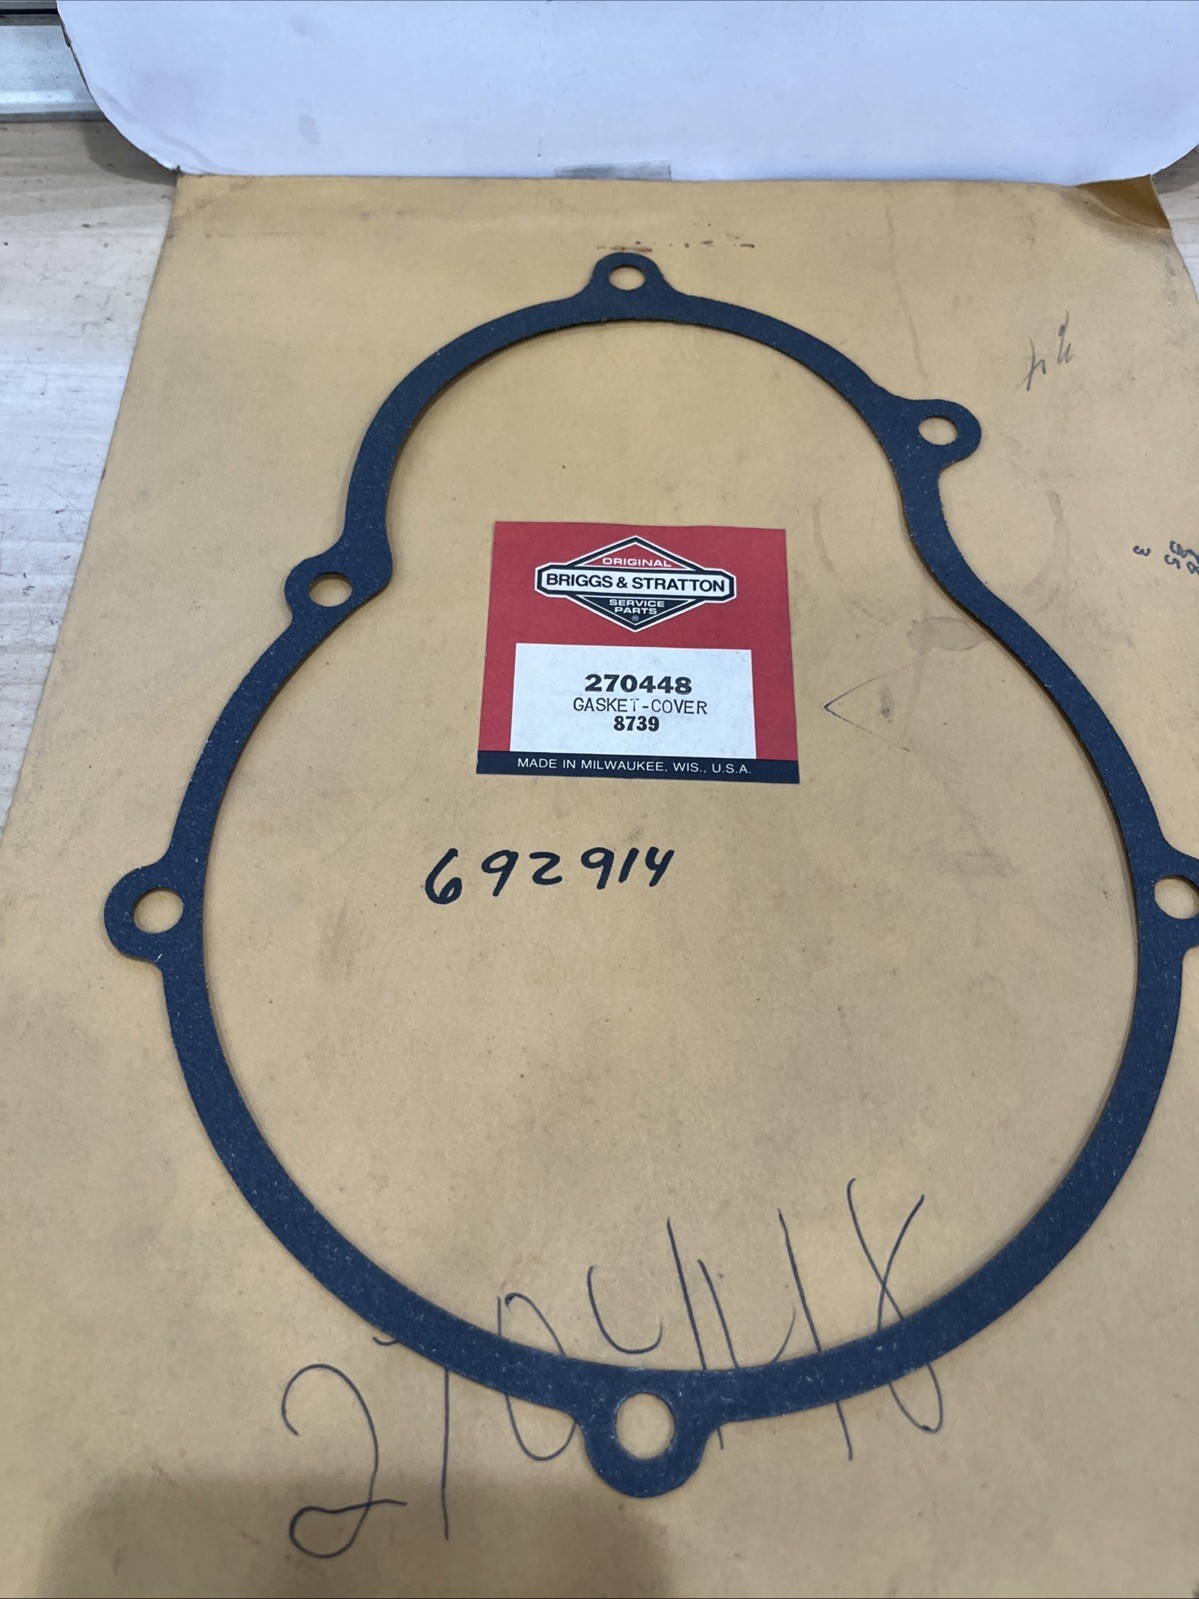 ORIGINAL
BRIGGS & STRATTON
SERVICE
PARTS
®
270448
GASKET-COVER
8739
MADE IN MILWAUKEE, WIS., U.S.A.
692914
270448